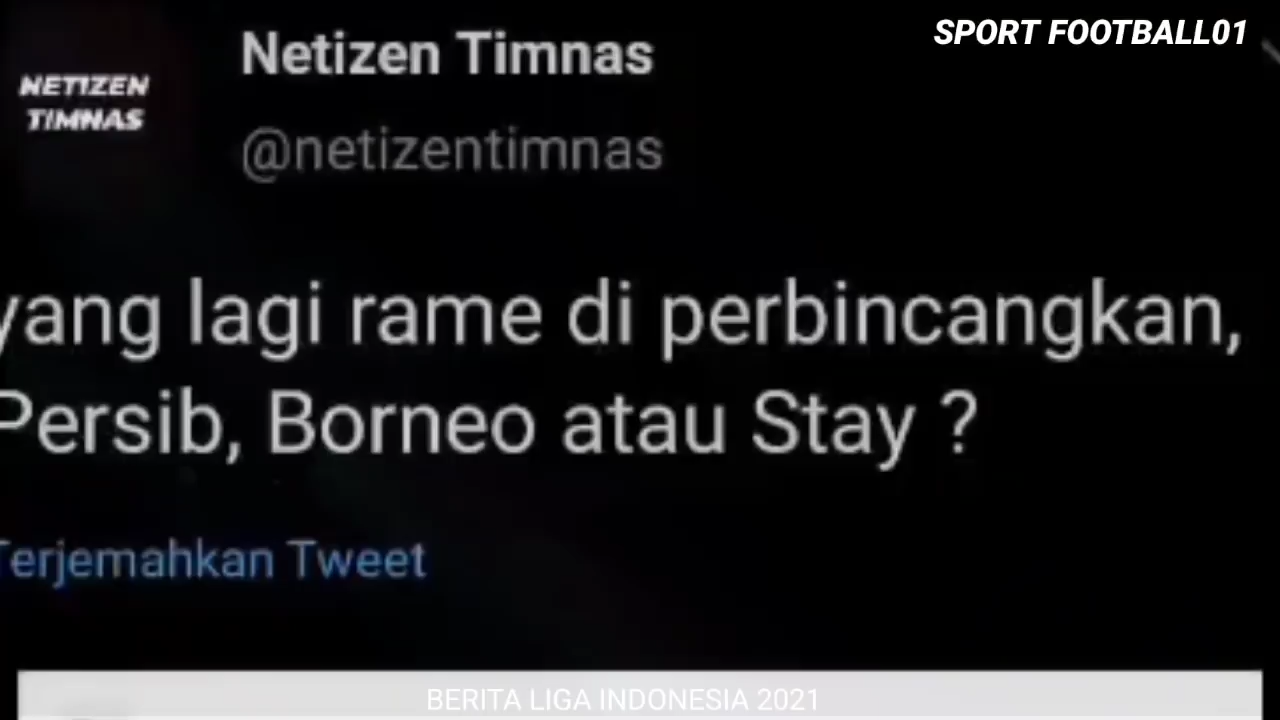 SPORT FOOTBALL01
Netizen Timnas
NETIZEN
TIMNAS
@netizentimnas
yang lagi rame di perbincangkan,
Persib, Borneo atau Stay ?
Terjemahkan Tweet
BERITA LIGA INDONESIA 2021